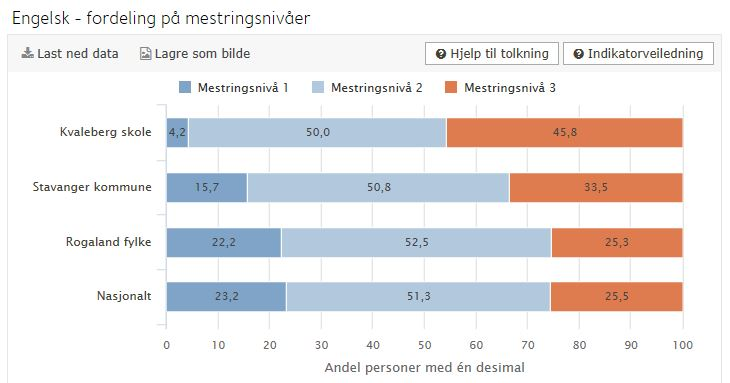 Engelsk - fordeling på mestringsnivåer
Last ned data Lagre som bilde Hjelp til tolkning Indikatorveiledning
Mestringsnivå 1 Mestringsnivå 2 Mestringsnivå 3
Kvaleberg skole 4,2 50,0 45,8
Stavanger kommune 15,7 50,8 33,5
Rogaland fylke 22,2 52,5 25,3
Nasjonalt 23,2 51,3 25,5
0 10 20 30 40 50 60 70 80 90 100
Andel personer med én desimal